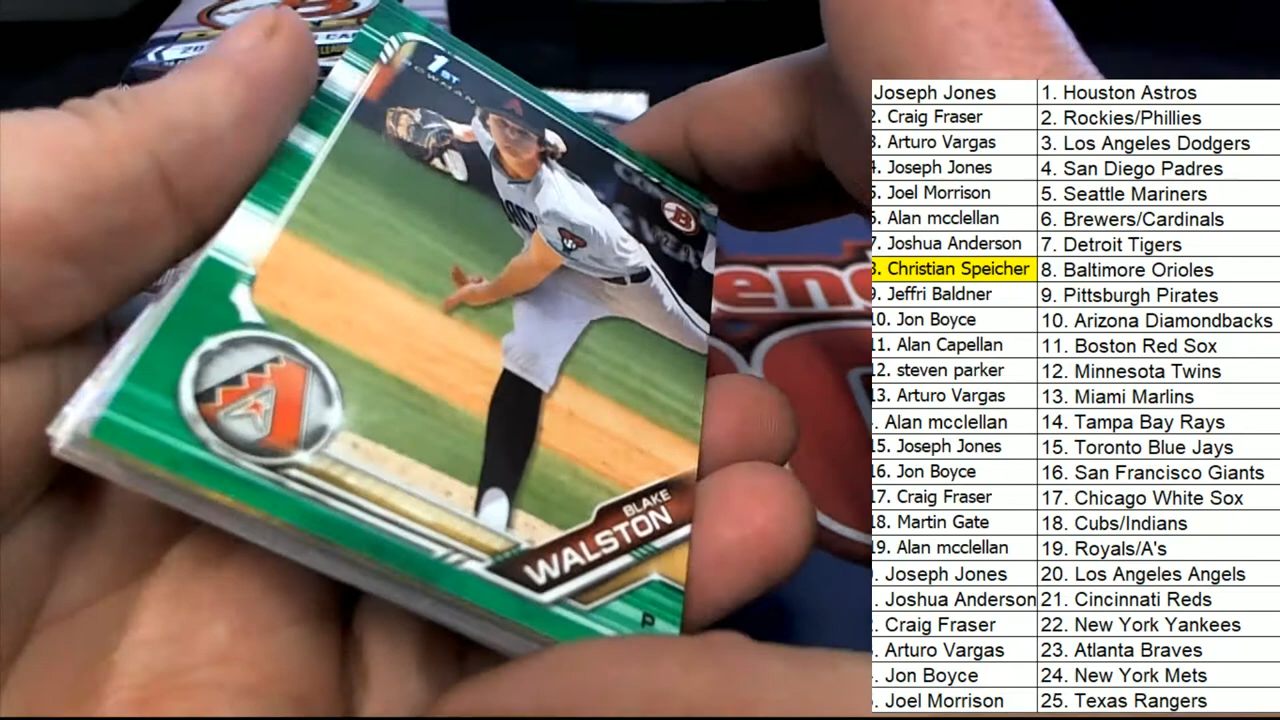 1ST
BOWMAN
B
BLAKE
WALSTON
P
Joseph Jones 1. Houston Astros
2. Craig Fraser 2. Rockies/Phillies
3. Arturo Vargas 3. Los Angeles Dodgers
4. Joseph Jones 4. San Diego Padres
5. Joel Morrison 5. Seattle Mariners
6. Alan mcclellan 6. Brewers/Cardinals
7. Joshua Anderson 7. Detroit Tigers
8. Christian Speicher 8. Baltimore Orioles
9. Jeffri Baldner 9. Pittsburgh Pirates
10. Jon Boyce 10. Arizona Diamondbacks
11. Alan Capellan 11. Boston Red Sox
12. steven parker 12. Minnesota Twins
13. Arturo Vargas 13. Miami Marlins
. Alan mcclellan 14. Tampa Bay Rays
15. Joseph Jones 15. Toronto Blue Jays
16. Jon Boyce 16. San Francisco Giants
17. Craig Fraser 17. Chicago White Sox
18. Martin Gate 18. Cubs/Indians
19. Alan mcclellan 19. Royals/A's
. Joseph Jones 20. Los Angeles Angels
. Joshua Anderson 21. Cincinnati Reds
. Craig Fraser 22. New York Yankees
. Arturo Vargas 23. Atlanta Braves
. Jon Boyce 24. New York Mets
. Joel Morrison 25. Texas Rangers